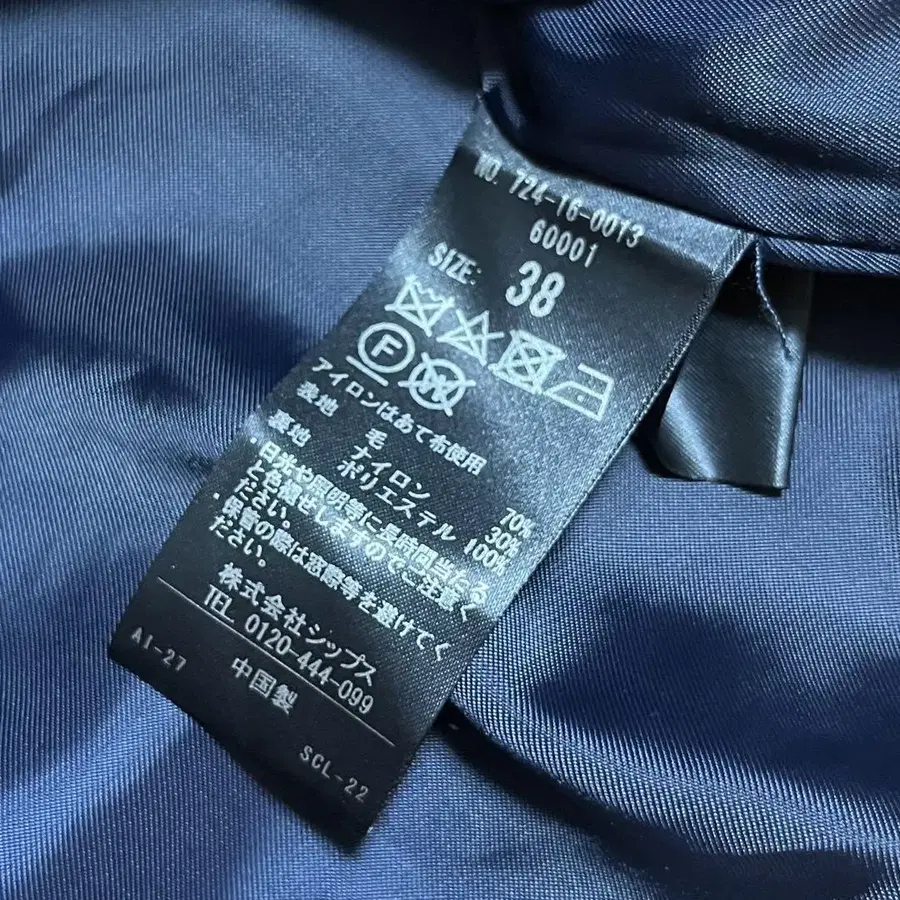 NO. 724-16-0013
60001
SIZE: 38
F W
アイロンはあて布使用
表地 毛 70%
ナイロン 30%
裏地 ポリエステル 100%
・日光や照明等に長時間当たる
と色褪せしますのでご注意く
ださい。
・保管の際は窓際等を避けてく
ださい。
株式会社シップス
TEL 0120-444-099
AI-27 中国製 SCL-22